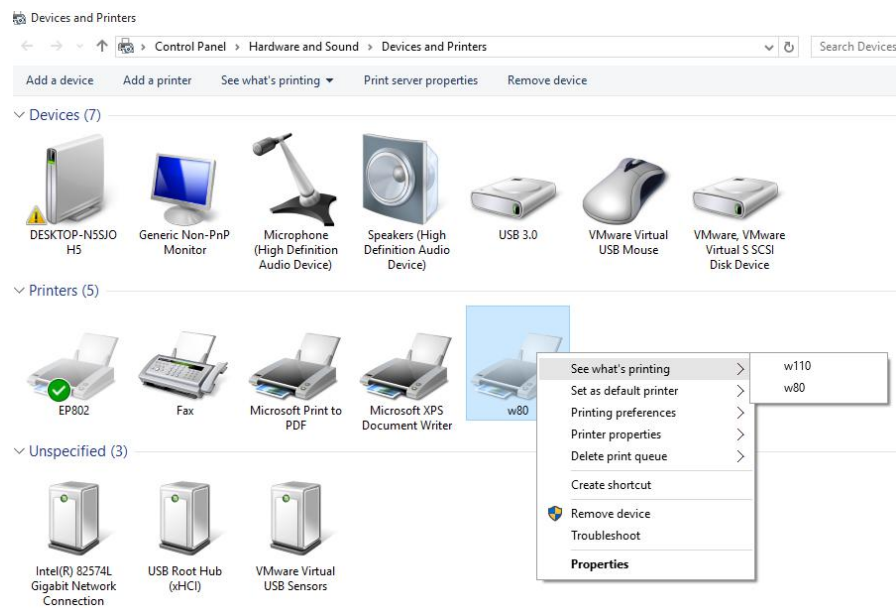 Devices and Printers
Control Panel > Hardware and Sound > Devices and Printers
Search Devices
Add a device
Add a printer
See what's printing
Print server properties
Remove device
Devices (7)
DESKTOP-N5SJO
H5
Generic Non-PnP
Monitor
Microphone
(High Definition
Audio Device)
Speakers (High
Definition Audio
Device)
USB 3.0
VMware Virtual
USB Mouse
VMware, VMware
Virtual S SCSI
Disk Device
Printers (5)
EP802
Fax
Microsoft Print to
PDF
Microsoft XPS
Document Writer
w80
See what's printing
Set as default printer
Printing preferences
Printer properties
Delete print queue
Create shortcut
Remove device
Troubleshoot
Properties
w110
w80
Unspecified (3)
Intel(R) 82574L
Gigabit Network
Connection
USB Root Hub
(xHCI)
VMware Virtual
USB Sensors